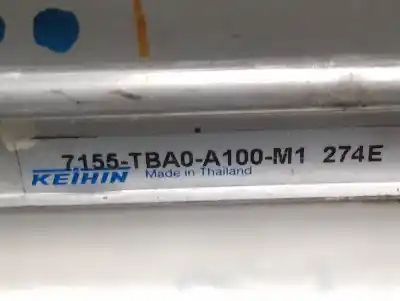 7155-TBA0-A100-M1 274E
KEIHIN Made in Thailand